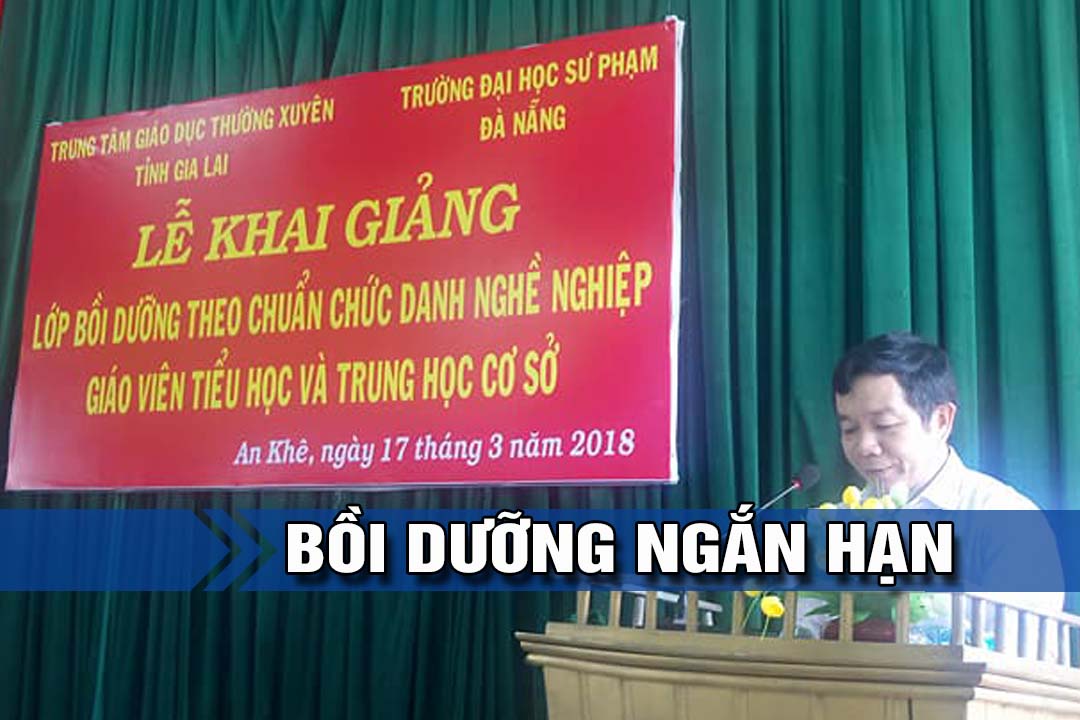 TRUNG TÂM GIÁO DỤC THƯỜNG XUYÊN
TỈNH GIA LAI
TRƯỜNG ĐẠI HỌC SƯ PHẠM
ĐÀ NẴNG
LỄ KHAI GIẢNG
LỚP BỒI DƯỠNG THEO CHUẨN CHỨC DANH NGHỀ NGHIỆP
GIÁO VIÊN TIỂU HỌC VÀ TRUNG HỌC CƠ SỞ
An Khê, ngày 17 tháng 3 năm 2018
BỒI DƯỠNG NGẮN HẠN